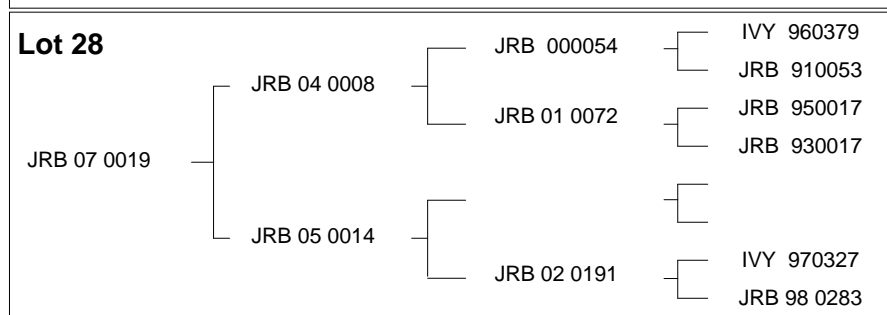 Lot 28
IVY 960379
JRB 000054
JRB 910053
JRB 04 0008
JRB 01 0072
JRB 950017
JRB 930017
JRB 07 0019
JRB 05 0014
IVY 970327
JRB 02 0191
JRB 98 0283